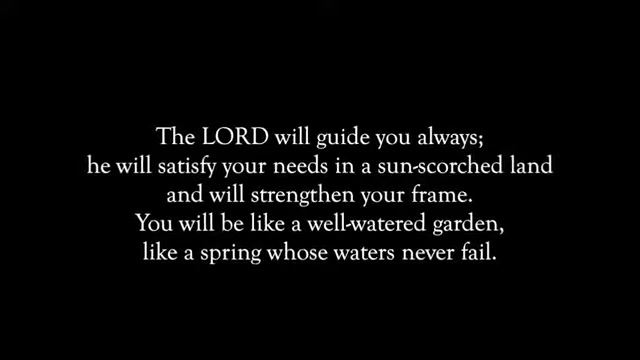 The LORD will guide you always;
he will satisfy your needs in a sun-scorched land
and will strengthen your frame.
You will be like a well-watered garden,
like a spring whose waters never fail.